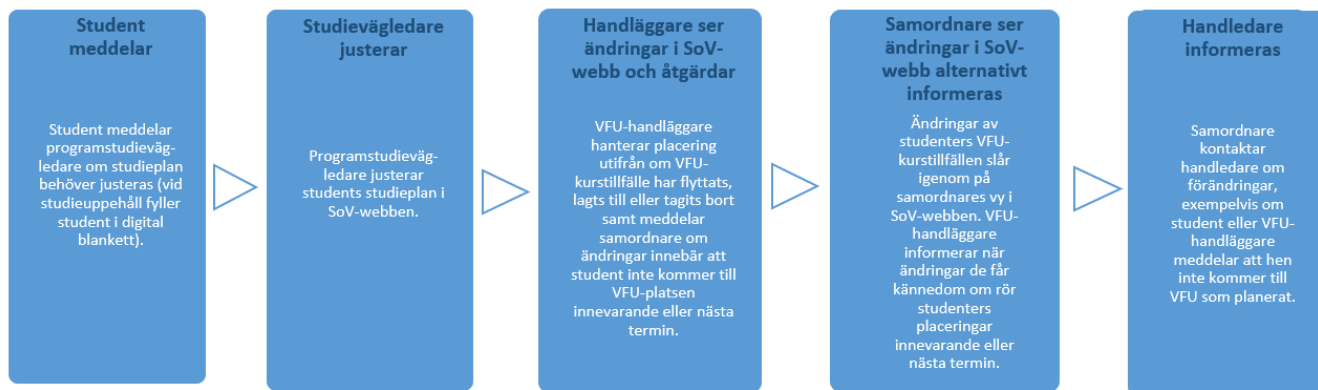 Student
meddelar
Student meddelar
programstudieväg-
ledare om studieplan
behöver justeras (vid
studieuppehåll fyller
student i digital
blankett).
Studievägledare
justerar
Programstudieväg-
ledare justerar
students studieplan i
SoV-webben.
Handläggare ser
ändringar i SoV-
webb och åtgärdar
VFU-handläggare
hanterar placering
utifrån om VFU-
kurstillfälle har flyttats,
lagts till eller tagits bort
samt meddelar
samordnare om
ändringar innebär att
student inte kommer till
VFU-platsen
innevarande eller nästa
termin.
Samordnare ser
ändringar i SoV-
webb alternativt
informeras
Ändringar av
studenters VFU-
kurstillfällen slår
igenom på
samordnares vy i
SoV-webben. VFU-
handläggare
informerar när
ändringar de får
kännedom om rör
studenters
placeringar
innevarande eller
nästa termin.
Handledare
informeras
Samordnare
kontaktar
handledare om
förändringar,
exempelvis om
student eller VFU-
handläggare
meddelar att hen
inte kommer till
VFU som planerat.